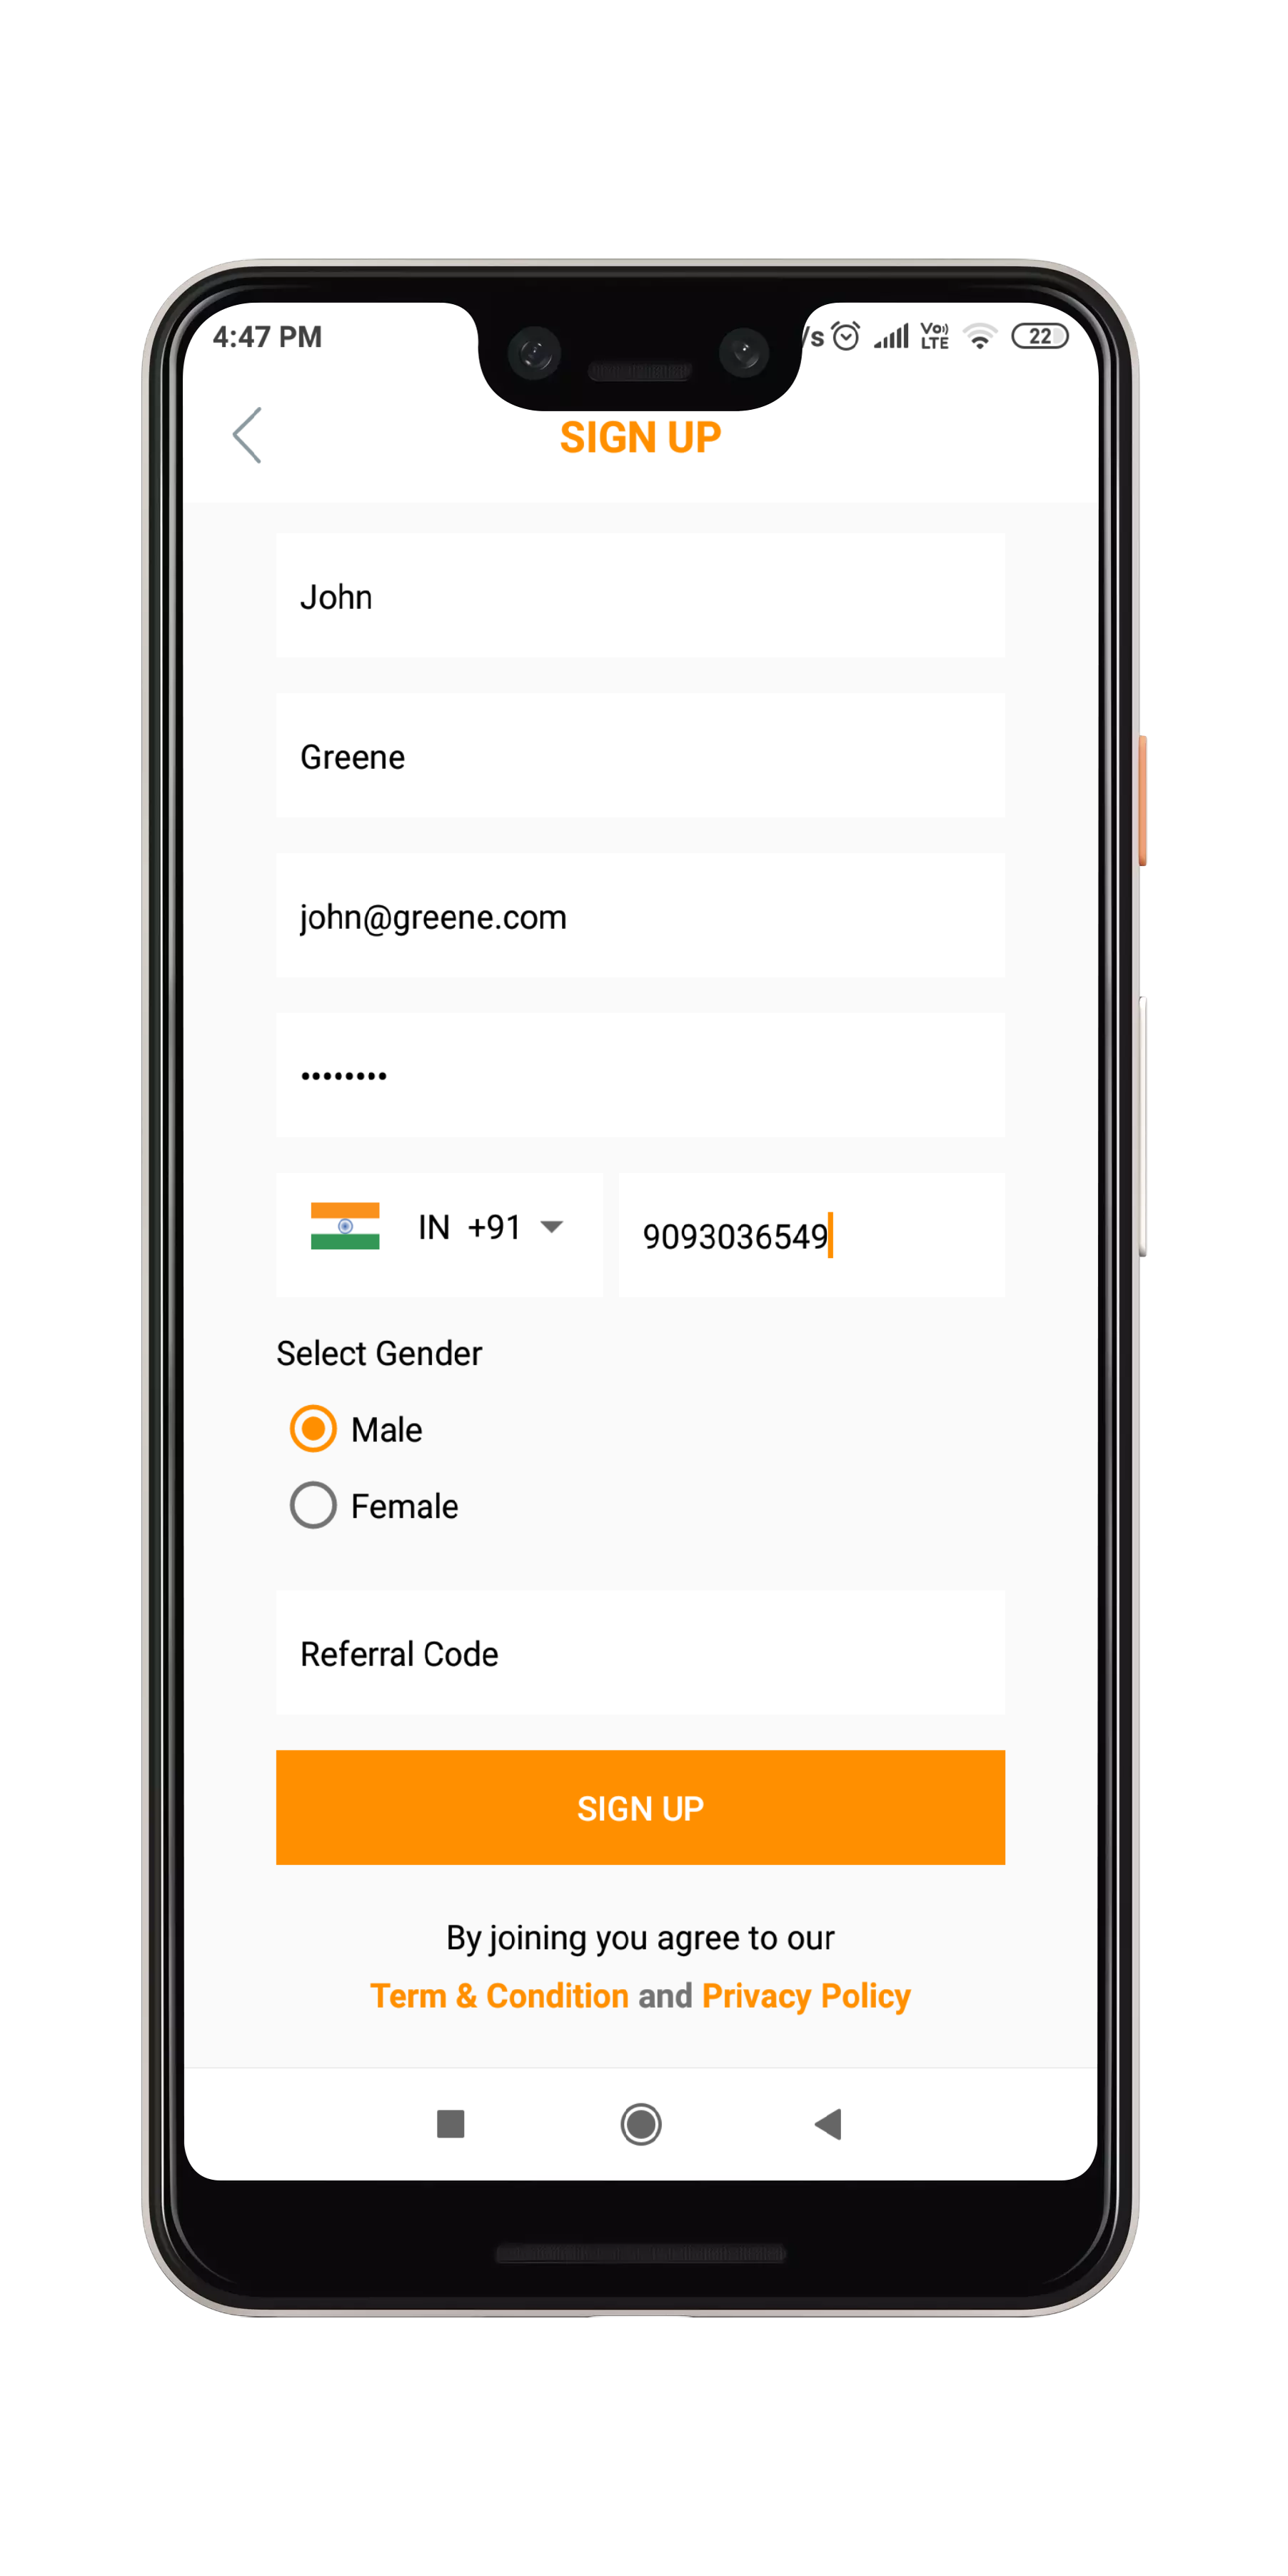 4:47 PM /s Vo)) LTE 22
SIGN UP
John
Greene
john@greene.com
••••••••
IN +91 9093036549
Select Gender
Male
Female
Referral Code
SIGN UP
By joining you agree to our
Term & Condition and Privacy Policy